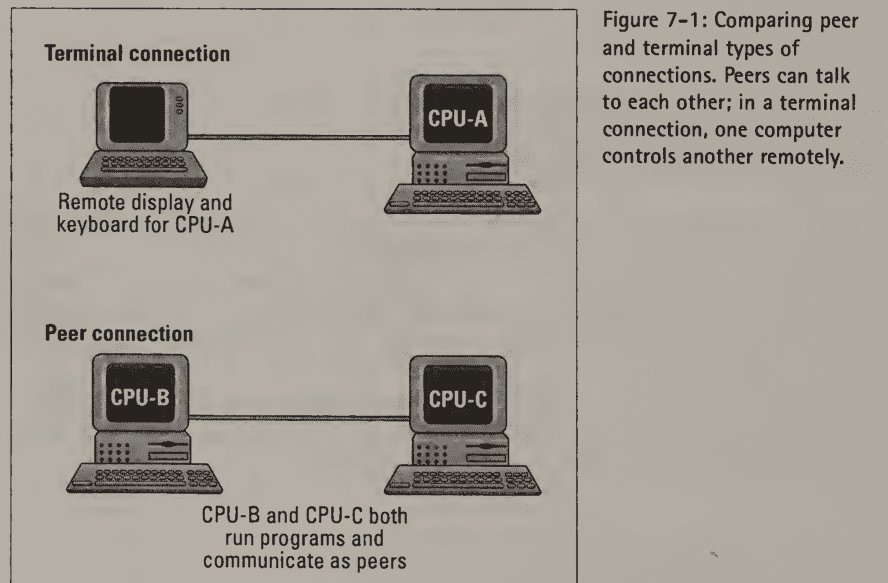 Terminal connection
CPU-A
Remote display and
keyboard for CPU-A
Peer connection
CPU-B
CPU-C
CPU-B and CPU-C both
run programs and
communicate as peers
Figure 7-1: Comparing peer
and terminal types of
connections. Peers can talk
to each other; in a terminal
connection, one computer
controls another remotely.